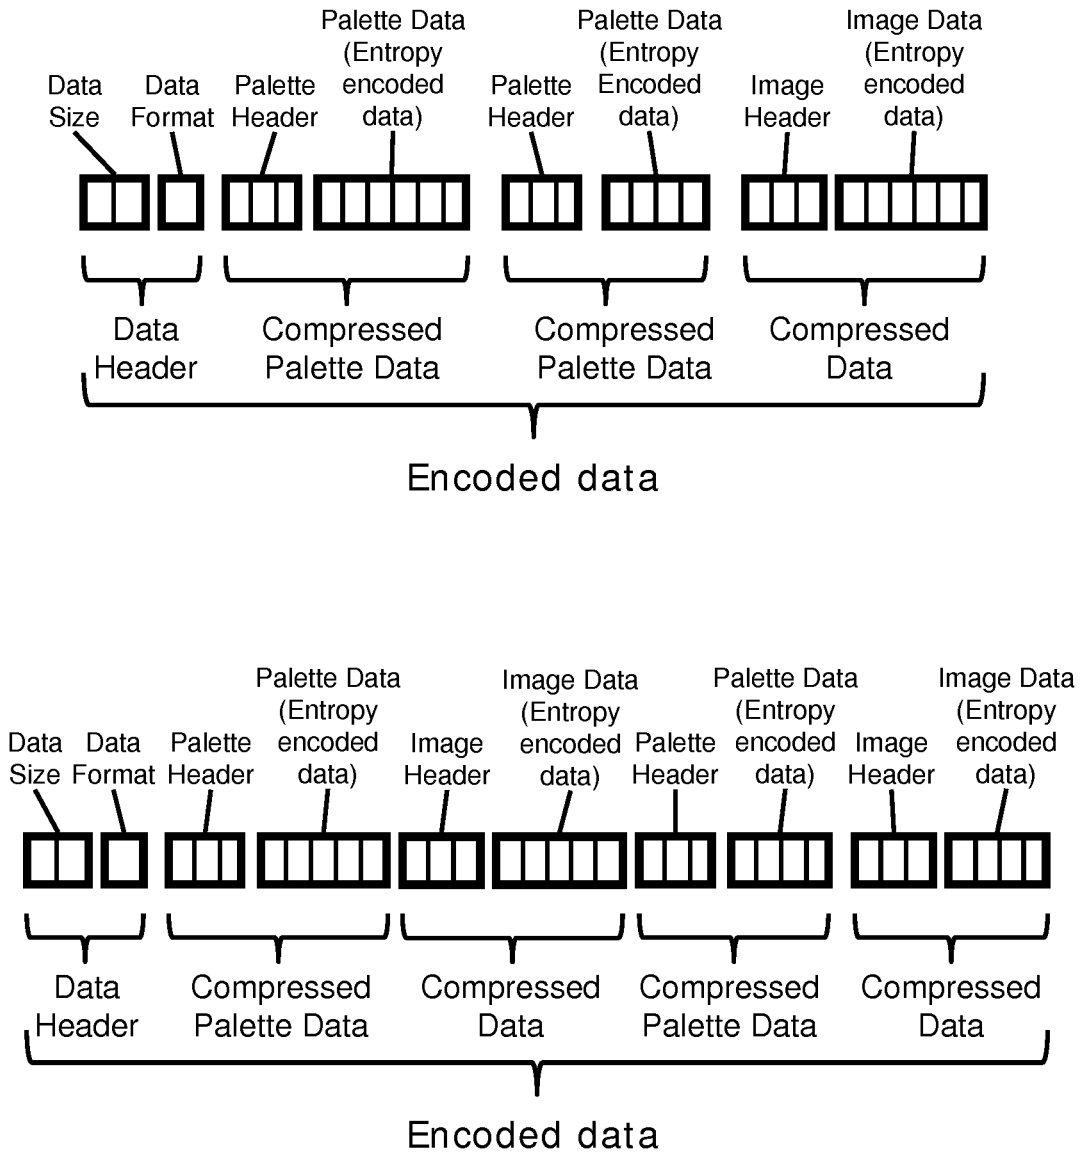 Data
Size
Data
Format
Palette
Header
Palette Data
(Entropy
encoded
data)
Palette
Header
Palette Data
(Entropy
Encoded
data)
Image
Header
Image Data
(Entropy
encoded
data)
Data
Header
Compressed
Palette Data
Compressed
Palette Data
Compressed
Data
Encoded data
Data
Size
Data
Format
Palette
Header
Palette Data
(Entropy
encoded
data)
Image
Header
Image Data
(Entropy
encoded
data)
Palette
Header
Palette Data
(Entropy
encoded
data)
Image
Header
Image Data
(Entropy
encoded
data)
Data
Header
Compressed
Palette Data
Compressed
Data
Compressed
Palette Data
Compressed
Data
Encoded data